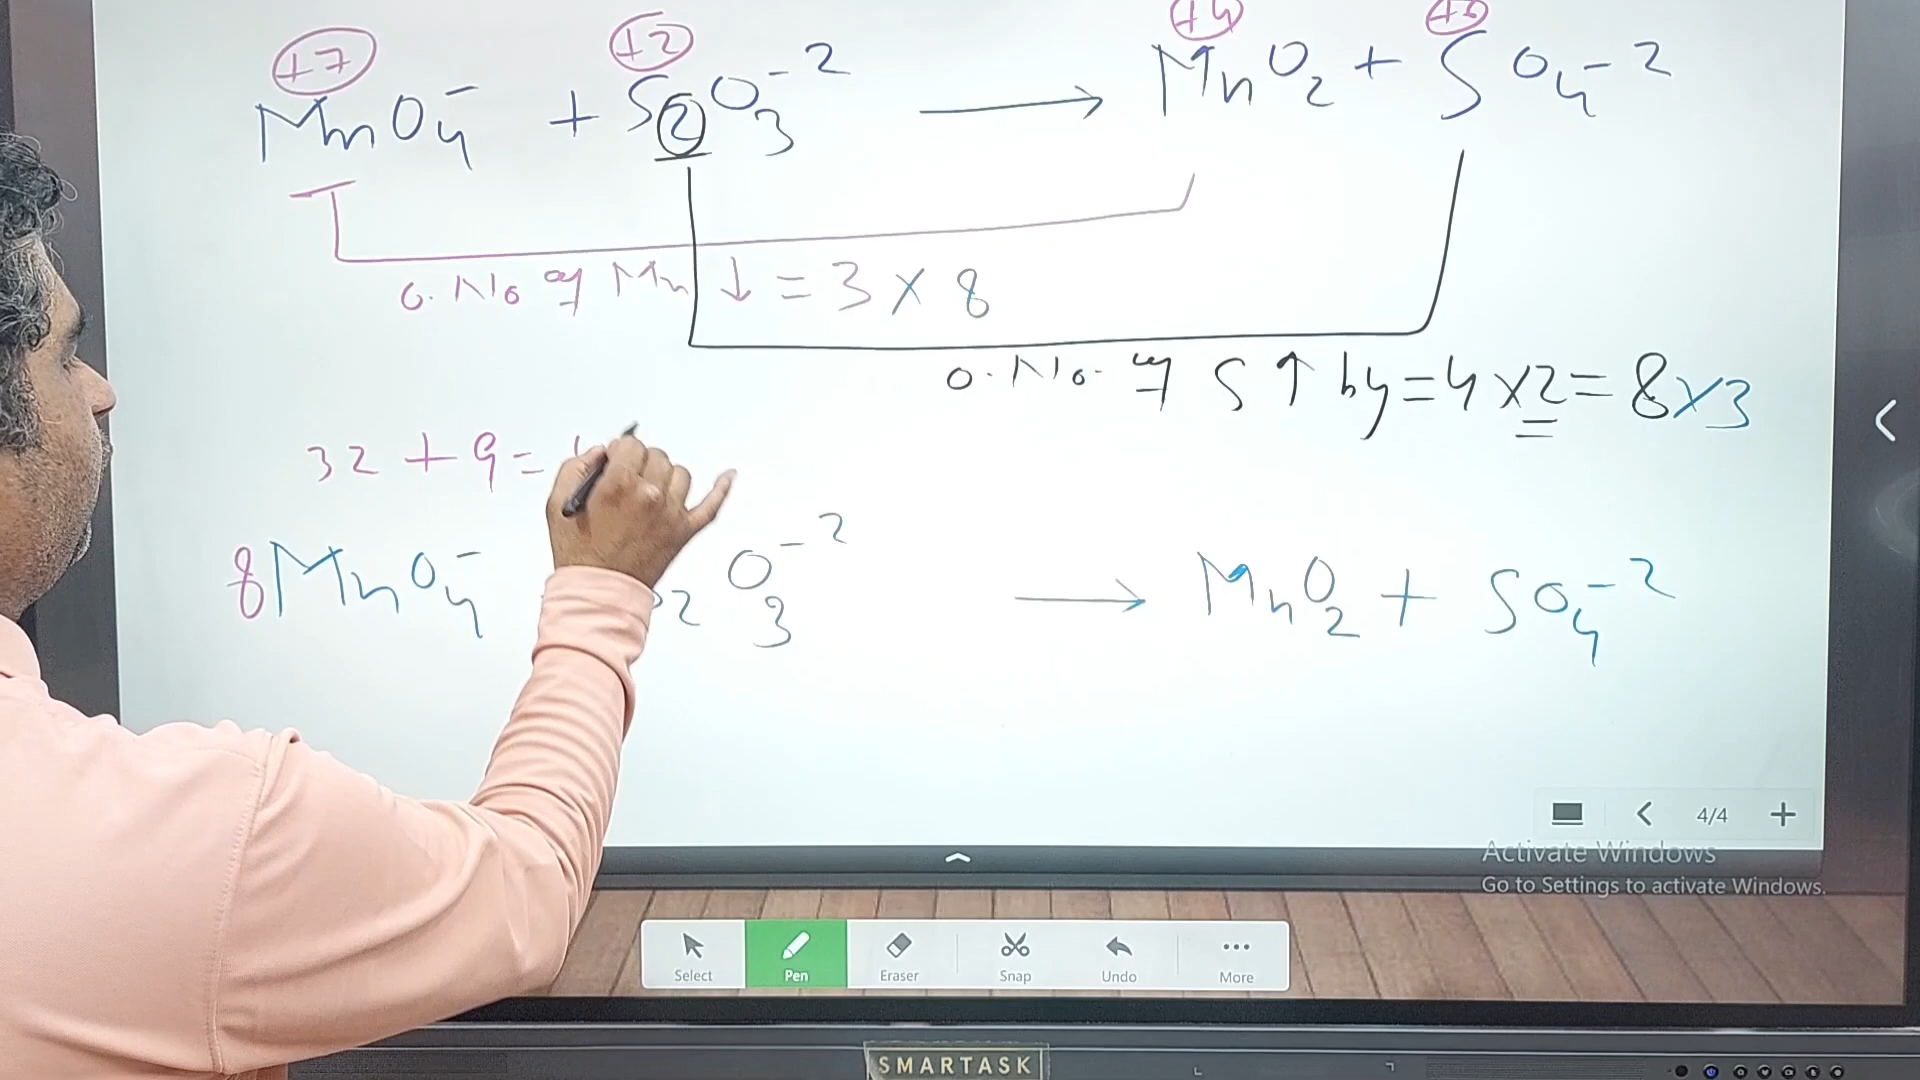 +7 +2 +4 +6
MnO4- + S2O3-2 → MnO2 + SO4-2
O. No of Mn ↓ = 3 × 8
O. No. of S ↑ by = 4 × 2 = 8 × 3
32 + 9 =
8MnO4- 2O3-2 → MnO2 + SO4-2
4/4
Activate Windows
Go to Settings to activate Windows.
Select Pen Eraser Snap Undo More
SMARTASK